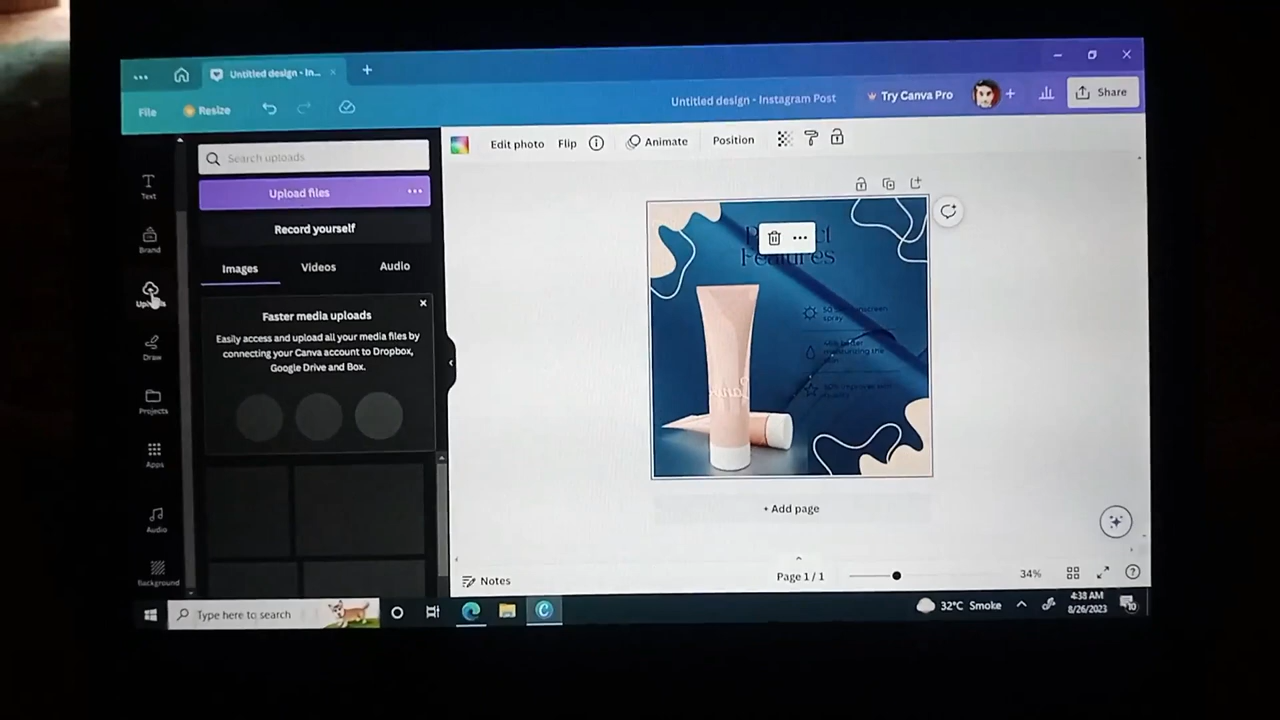 Untitled design - In...
File
Resize
Untitled design - Instagram Post
Try Canva Pro
Share
Search uploads
Upload files
Record yourself
Images
Videos
Audio
Faster media uploads
Easily access and upload all your media files by
connecting your Canva account to Dropbox,
Google Drive and Box.
Text
Brand
Draw
Projects
Apps
Audio
Background
Edit photo
Flip
Animate
Position
Features
+ Add page
Notes
Page 1 / 1
34%
Type here to search
32°C Smoke
4:38 AM
8/26/2023